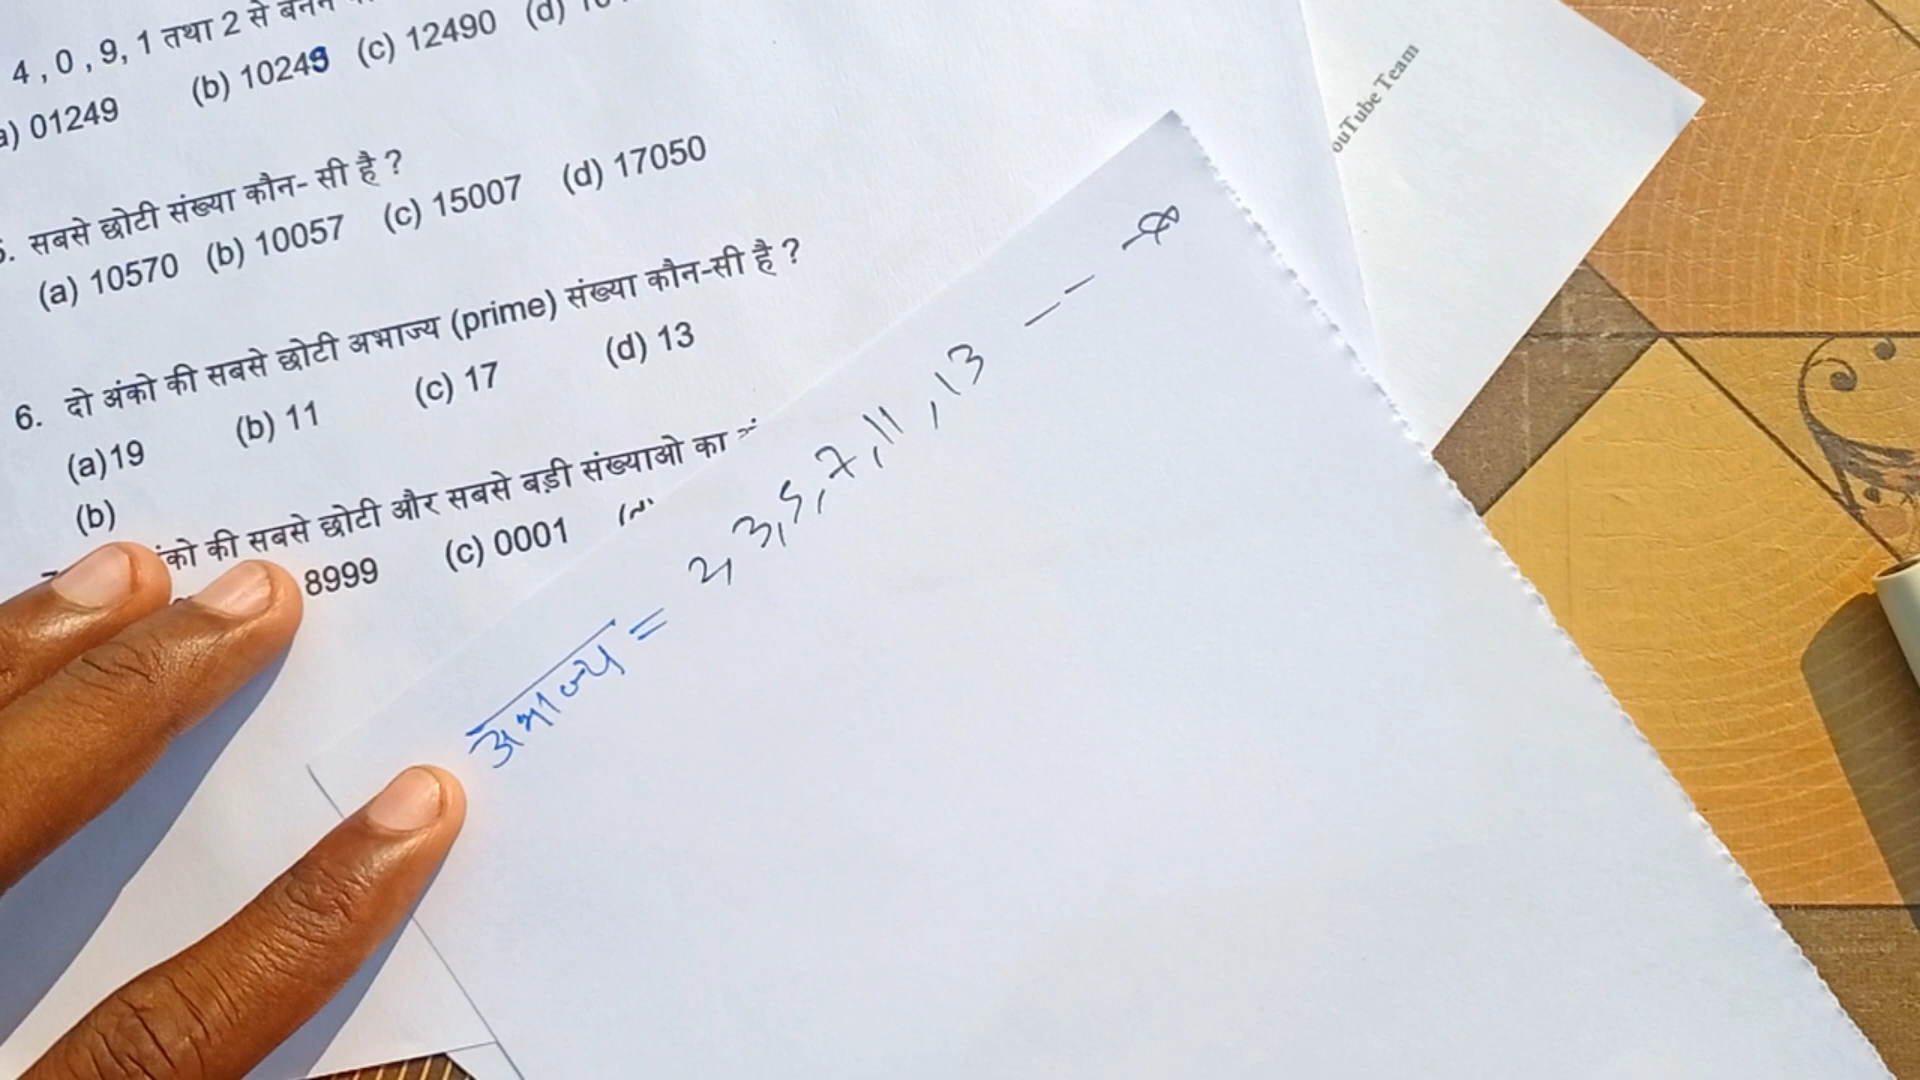 4 , 0 , 9, 1 तथा 2 से
a) 01249 (b) 10249 (c) 12490 (d)
5. सबसे छोटी संख्या कौन- सी है ?
(a) 10570 (b) 10057 (c) 15007 (d) 17050
6. दो अंको की सबसे छोटी अभाज्य (prime) संख्या कौन-सी है ?
(a)19 (b) 11 (c) 17 (d) 13
(b)
की सबसे छोटी और सबसे बड़ी संख्याओ का
8999 (c) 0001
अभाज्य = 2, 3, 5, 7, 11, 13 --
ouTube Team